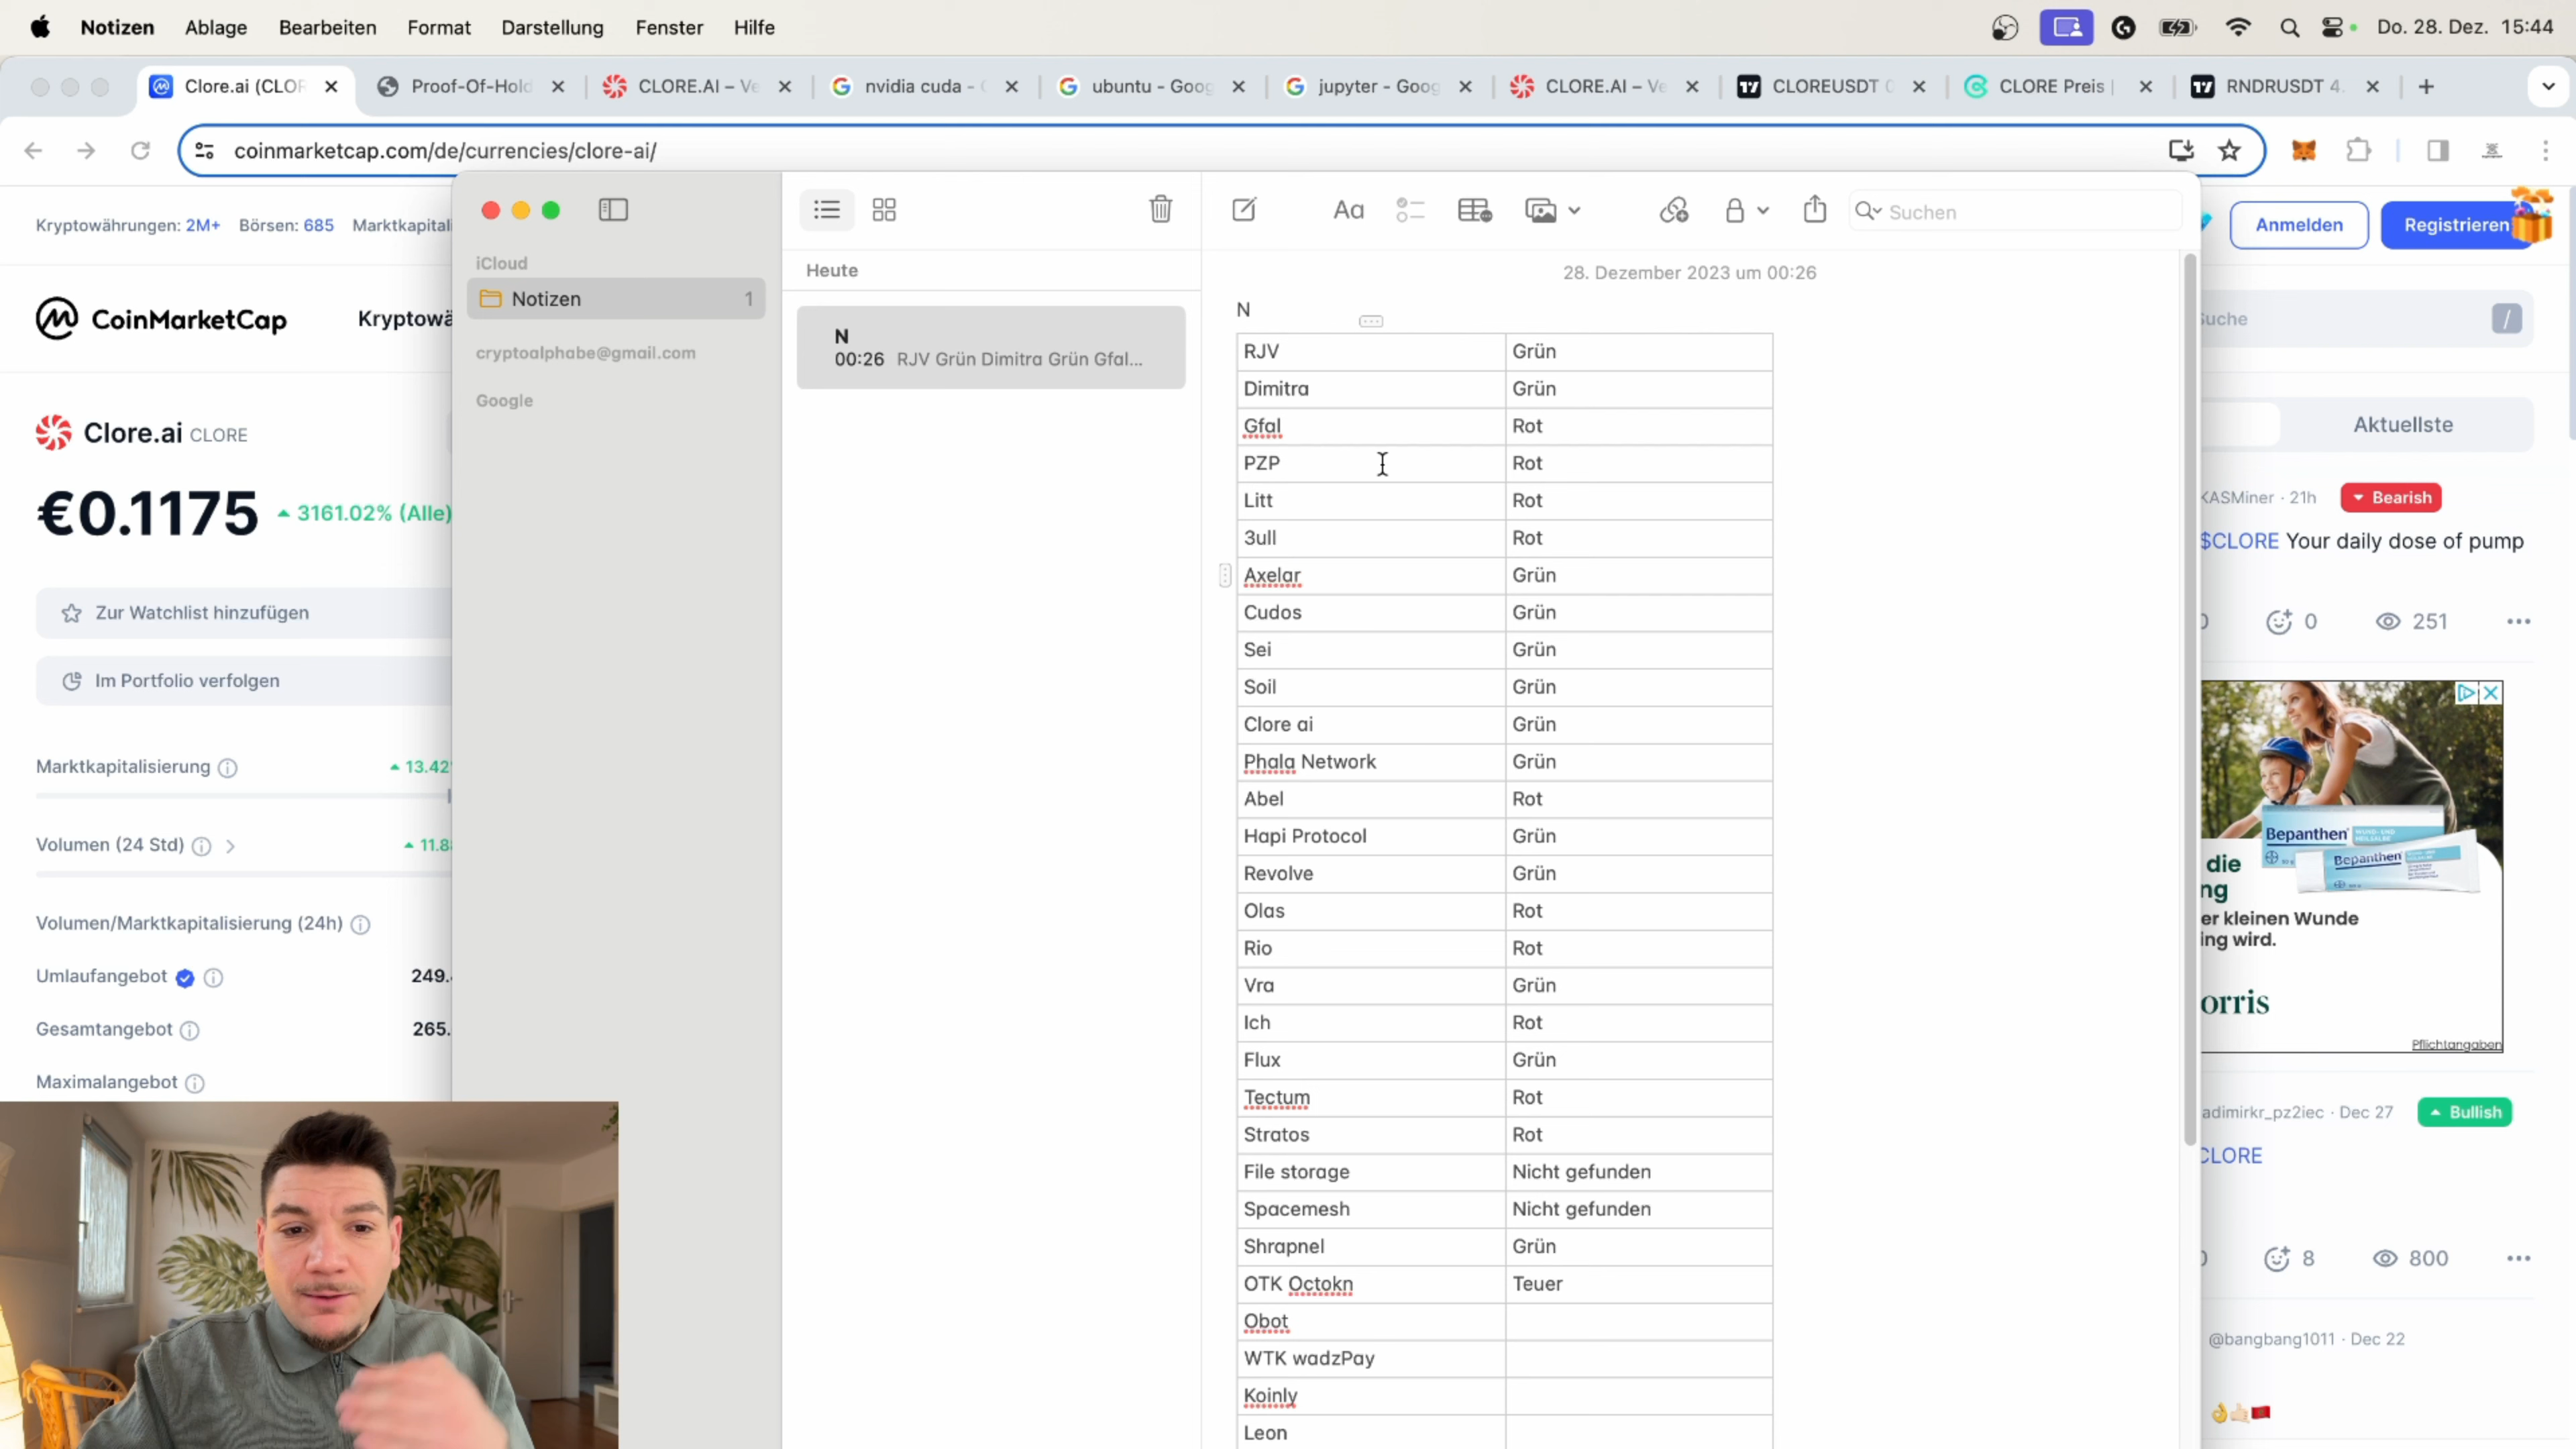 Notizen Ablage Bearbeiten Format Darstellung Fenster Hilfe Do. 28. Dez. 15:44
Clore.ai (CLOR Proof-Of-Hold CLORE.AI – Ve nvidia cuda - ubuntu - Goog jupyter - Goog CLORE.AI – Ve CLOREUSDT CLORE Preis | RNDRUSDT 4.
coinmarketcap.com/de/currencies/clore-ai/
Kryptowährungen: 2M+ Börsen: 685 Marktkapitali
Anmelden Registrieren
CoinMarketCap Kryptowä
Suche /
Clore.ai CLORE
Aktuellste
€0.1175 3161.02% (Alle)
Zur Watchlist hinzufügen
Im Portfolio verfolgen
Marktkapitalisierung 13.42
Volumen (24 Std) 11.8
Volumen/Marktkapitalisierung (24h)
Umlaufangebot 249.
Gesamtangebot 265.
Maximalangebot
iCloud
Notizen 1
cryptoalphabe@gmail.com
Google
Heute
N
00:26 RJV Grün Dimitra Grün Gfal...
Aa Suchen
28. Dezember 2023 um 00:26
N
RJV Grün
Dimitra Grün
Gfal Rot
PZP Rot
Litt Rot
3ull Rot
Axelar Grün
Cudos Grün
Sei Grün
Soil Grün
Clore ai Grün
Phala Network Grün
Abel Rot
Hapi Protocol Grün
Revolve Grün
Olas Rot
Rio Rot
Vra Grün
Ich Rot
Flux Grün
Tectum Rot
Stratos Rot
File storage Nicht gefunden
Spacemesh Nicht gefunden
Shrapnel Grün
OTK Octokn Teuer
Obot
WTK wadzPay
Koinly
Leon
KASMiner · 21h Bearish
$CLORE Your daily dose of pump
0 251
Bepanthen
Bepanthen
die
ng
er kleinen Wunde
ing wird.
orris
Pflichtangaben
adimirkr_pz2iec · Dec 27 Bullish
CLORE
8 800
@bangbang1011 · Dec 22